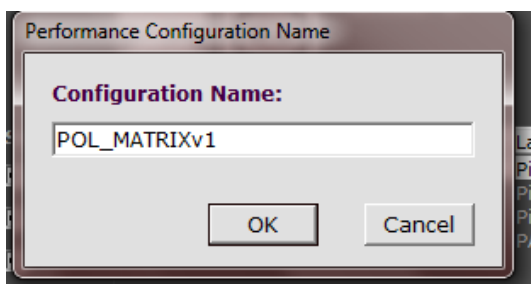 Performance Configuration Name
Configuration Name:
POL_MATRIXv1
OK
Cancel